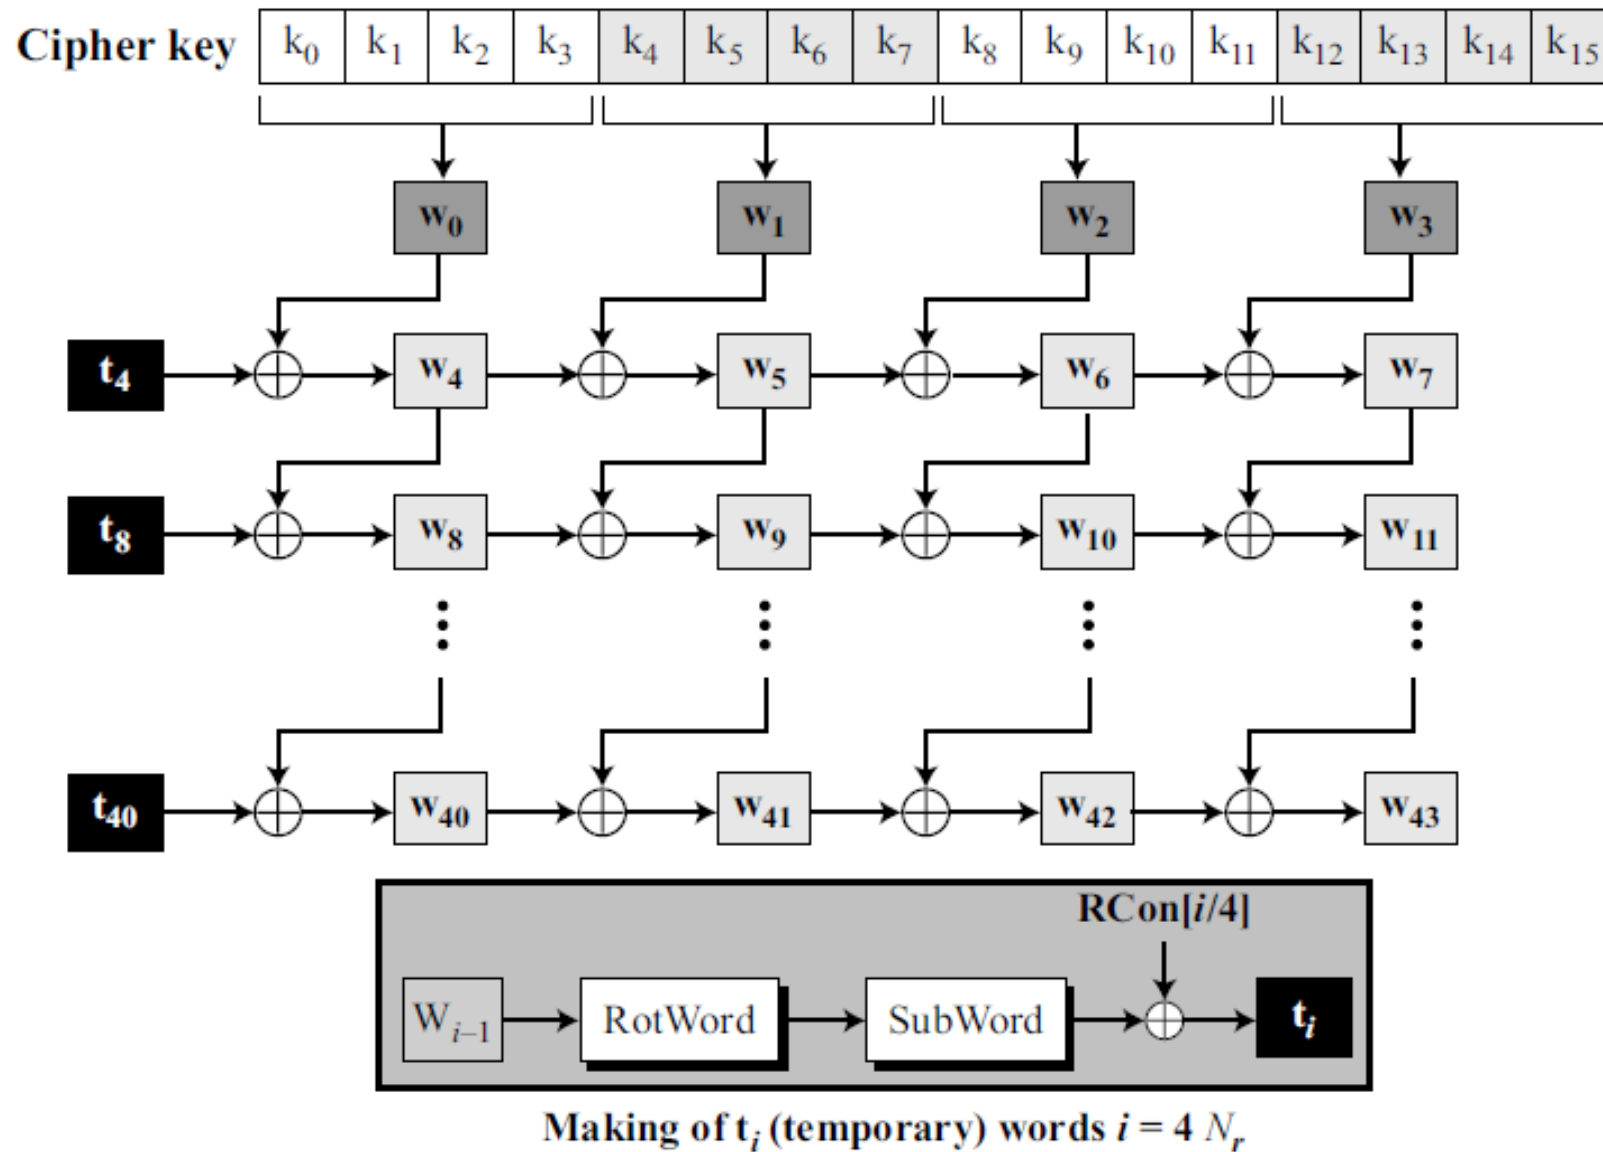 Cipher key k0 k1 k2 k3 k4 k5 k6 k7 k8 k9 k10 k11 k12 k13 k14 k15
w0 w1 w2 w3
t4 w4 w5 w6 w7
t8 w8 w9 w10 w11
t40 w40 w41 w42 w43
RCon[i/4]
Wi–1 RotWord SubWord ti
Making of ti (temporary) words i = 4 Nr